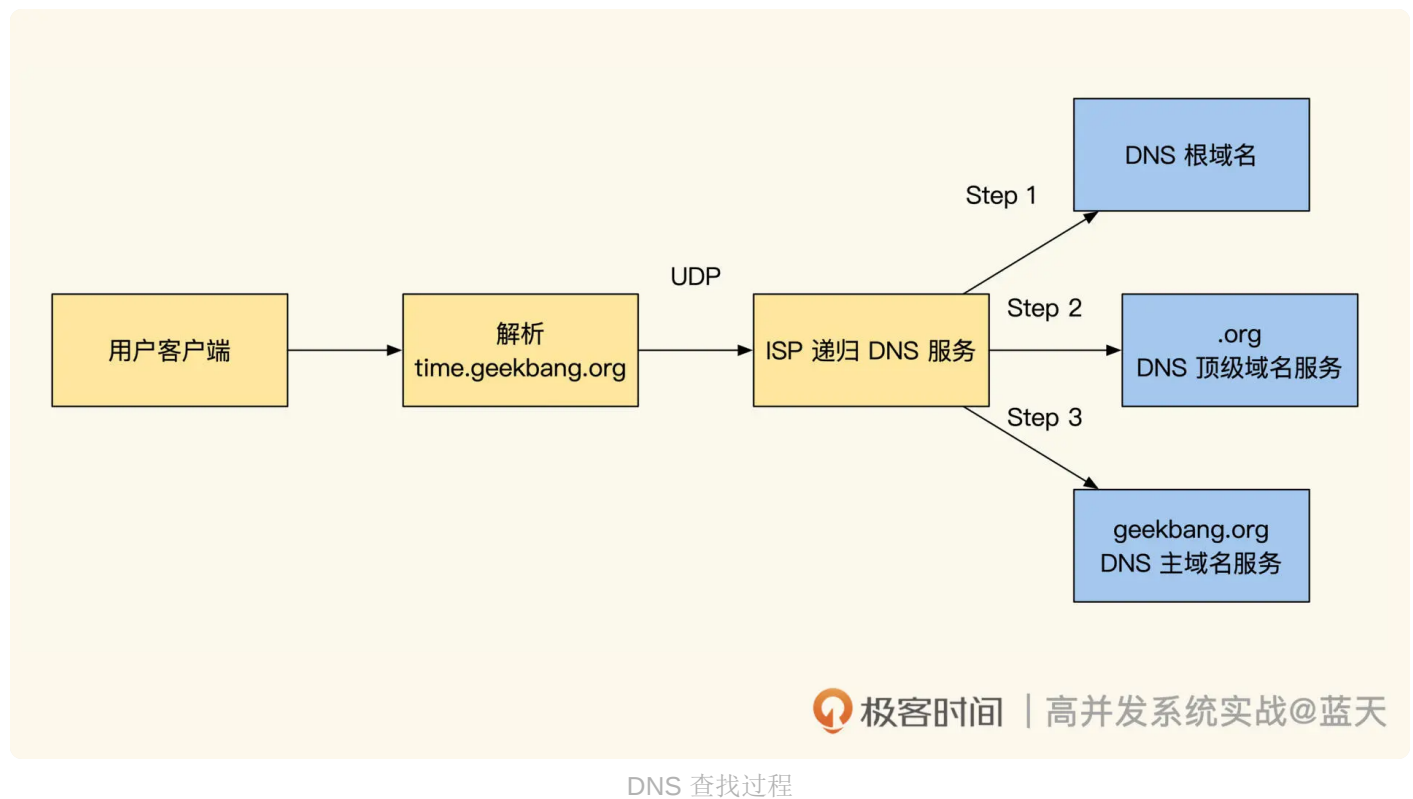 DNS 根域名
Step 1
UDP
用户客户端
解析
time.geekbang.org
ISP 递归 DNS 服务
Step 2
.org
DNS 顶级域名服务
Step 3
geekbang.org
DNS 主域名服务
极客时间 | 高并发系统实战@蓝天
DNS 查找过程